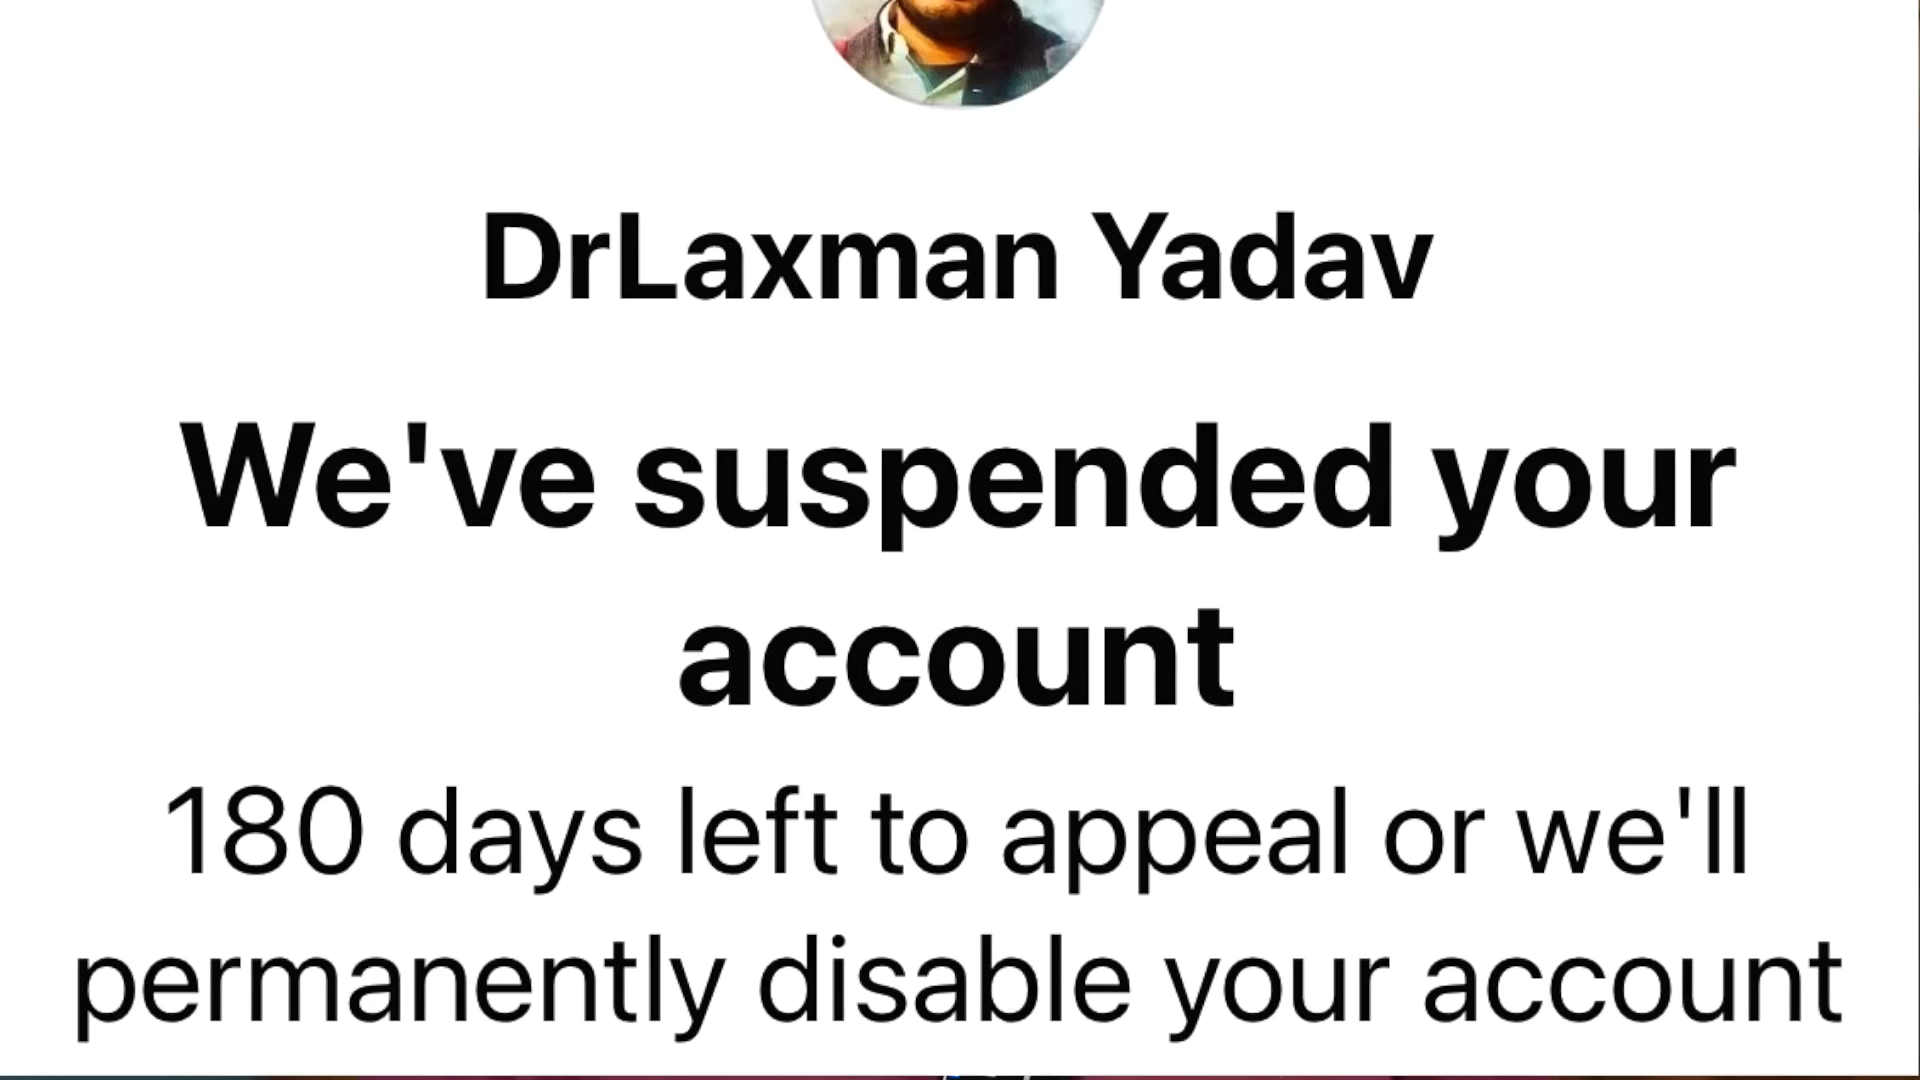 DrLaxman Yadav
We've suspended your
account
180 days left to appeal or we'll
permanently disable your account